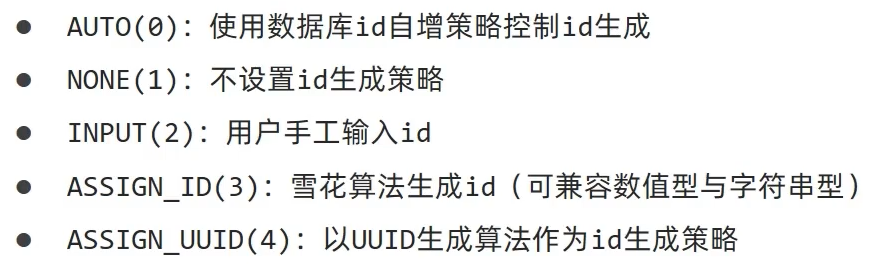 ● AUTO(0): 使用数据库id自增策略控制id生成
● NONE(1): 不设置id生成策略
● INPUT(2): 用户手工输入id
● ASSIGN_ID(3): 雪花算法生成id（可兼容数值型与字符串型）
● ASSIGN_UUID(4): 以UUID生成算法作为id生成策略